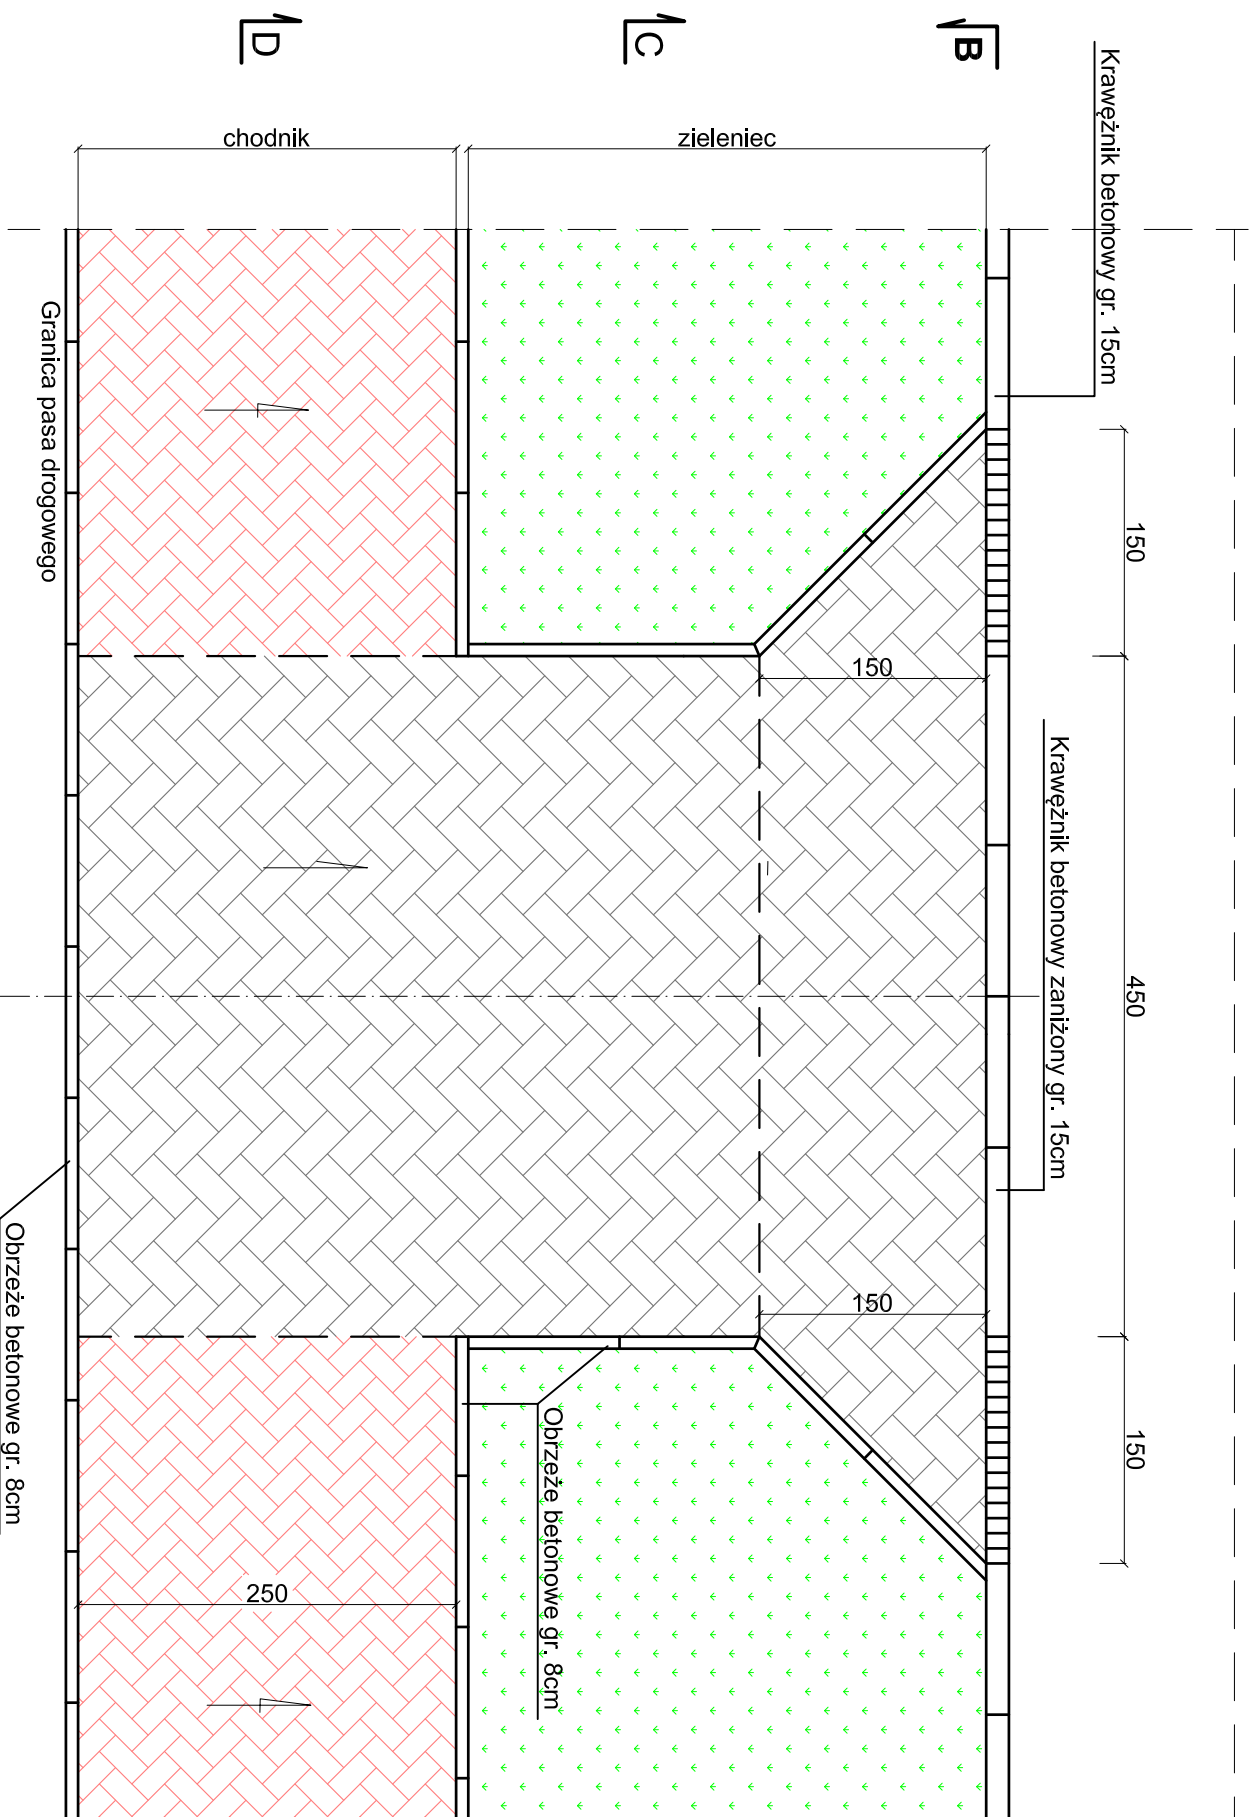 D
C
B
chodnik
zieleniec
Krawężnik betonowy gr. 15cm
Granica pasa drogowego
150
150
Krawężnik betonowy zaniżony gr. 15cm
450
150
150
Obrzeże betonowe gr. 8cm
Obrzeże betonowe gr. 8cm
250